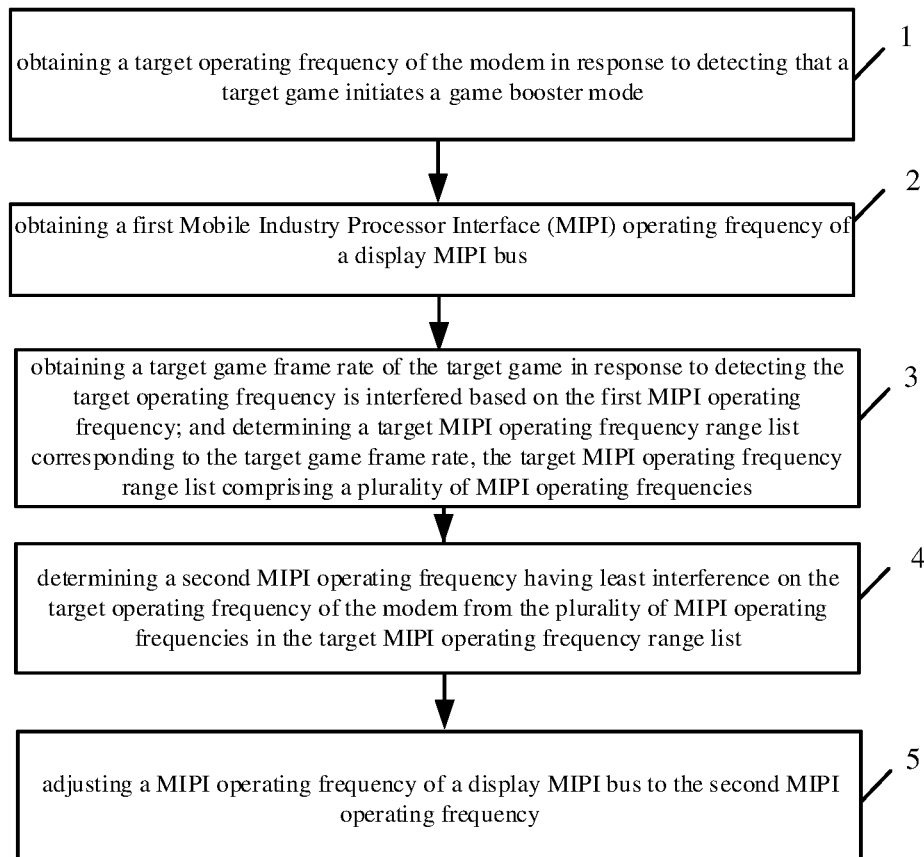 1
obtaining a target operating frequency of the modem in response to detecting that a
target game initiates a game booster mode
2
obtaining a first Mobile Industry Processor Interface (MIPI) operating frequency of
a display MIPI bus
3
obtaining a target game frame rate of the target game in response to detecting the
target operating frequency is interfered based on the first MIPI operating
frequency; and determining a target MIPI operating frequency range list
corresponding to the target game frame rate, the target MIPI operating frequency
range list comprising a plurality of MIPI operating frequencies
4
determining a second MIPI operating frequency having least interference on the
target operating frequency of the modem from the plurality of MIPI operating
frequencies in the target MIPI operating frequency range list
5
adjusting a MIPI operating frequency of a display MIPI bus to the second MIPI
operating frequency